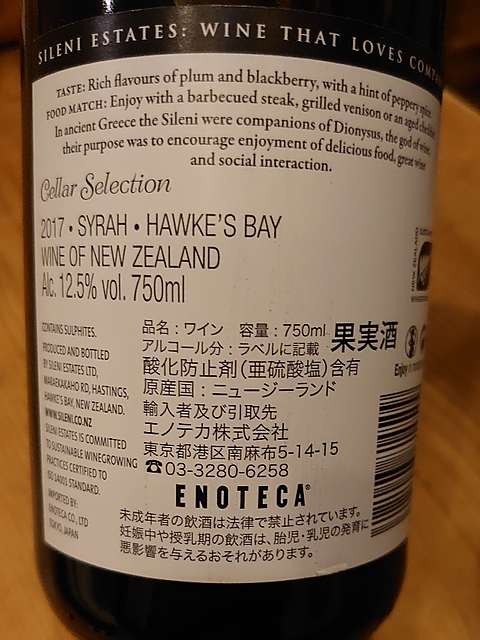 SILENI ESTATES: WINE THAT LOVES
TASTE: Rich flavours of plum and blackberry, with a hint of peppery spice.
FOOD MATCH: Enjoy with a barbecued steak, grilled venison or an aged
In ancient Greece the Sileni were companions of Dionysus, the god of wine,
their purpose was to encourage enjoyment of delicious food, great wine
and social interaction.
Cellar Selection
2017 • SYRAH • HAWKE'S BAY
WINE OF NEW ZEALAND
Alc. 12.5% vol. 750ml
CONTAINS SULPHITES.
PRODUCED AND BOTTLED
BY SILENI ESTATES LTD,
MARAEKAKAHO RD, HASTINGS,
HAWKE'S BAY, NEW ZEALAND.
WWW.SILENI.CO.NZ
SILENI ESTATES IS COMMITTED
TO SUSTAINABLE WINEGROWING
PRACTICES CERTIFIED TO
ISO 14001 STANDARD.
IMPORTED BY:
ENOTECA CO., LTD
TOKYO, JAPAN
品名 : ワイン 容量 : 750ml
果実酒
アルコール分 : ラベルに記載
酸化防止剤(亜硫酸塩)含有
原産国 : ニュージーランド
輸入者及び引取先
エノテカ株式会社
東京都港区南麻布5-14-15
☎03-3280-6258
ENOTECA®
未成年者の飲酒は法律で禁止されています。
妊娠中や授乳期の飲酒は、胎児・乳児の発育に
悪影響を与えるおそれがあります。
NEW ZEALAND
Enjoy